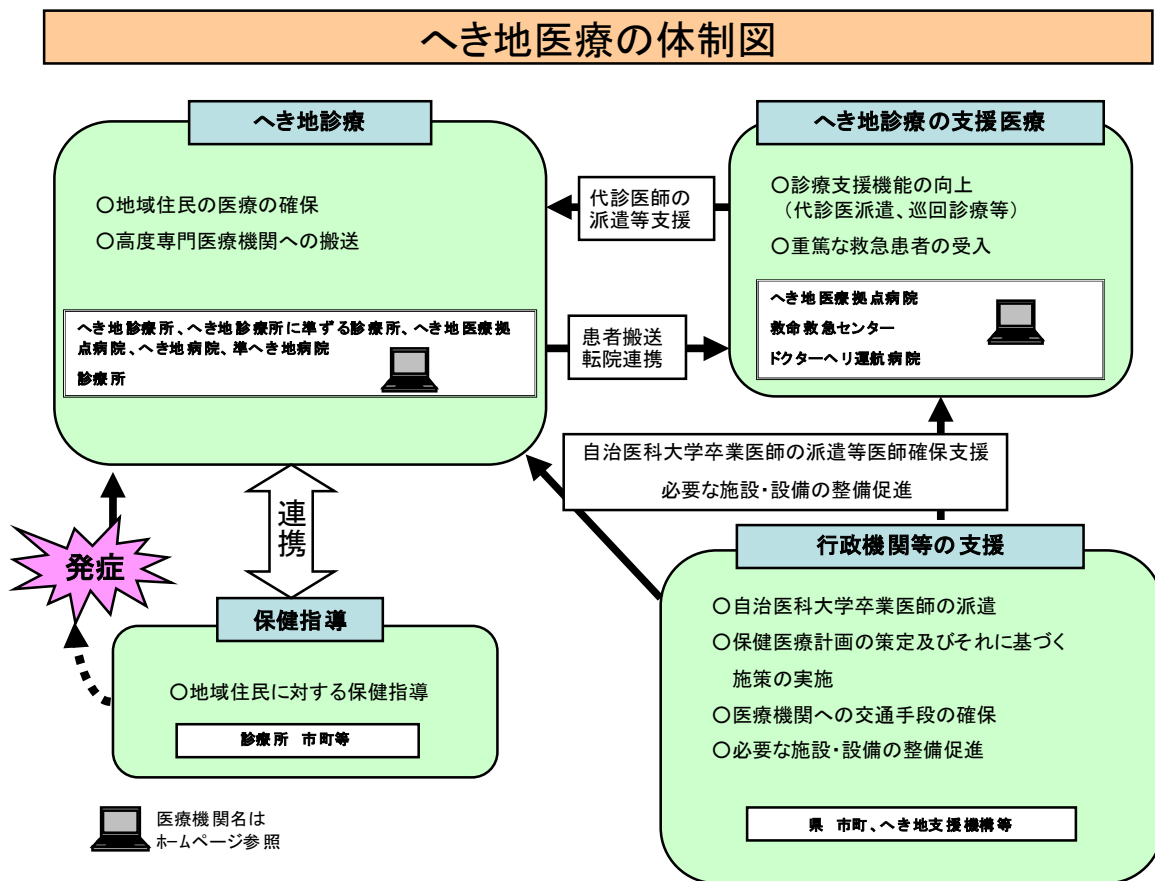 へき地医療の体制図
へき地診療
○地域住民の医療の確保
○高度専門医療機関への搬送
へき地診療所、へき地診療所に準ずる診療所、へき地医療拠
点病院、へき地病院、準へき地病院
診療所
代診医師の
派遣等支援
患者搬送
転院連携
へき地診療の支援医療
○診療支援機能の向上
（代診医派遣、巡回診療等）
○重篤な救急患者の受入
へき地医療拠点病院
救命救急センター
ドクターヘリ運航病院
自治医科大学卒業医師の派遣等医師確保支援
必要な施設・設備の整備促進
発症
連携
保健指導
○地域住民に対する保健指導
診療所 市町等
行政機関等の支援
○自治医科大学卒業医師の派遣
○保健医療計画の策定及びそれに基づく
施策の実施
○医療機関への交通手段の確保
○必要な施設・設備の整備促進
県 市町、へき地支援機構等
医療機関名は
ホームページ参照